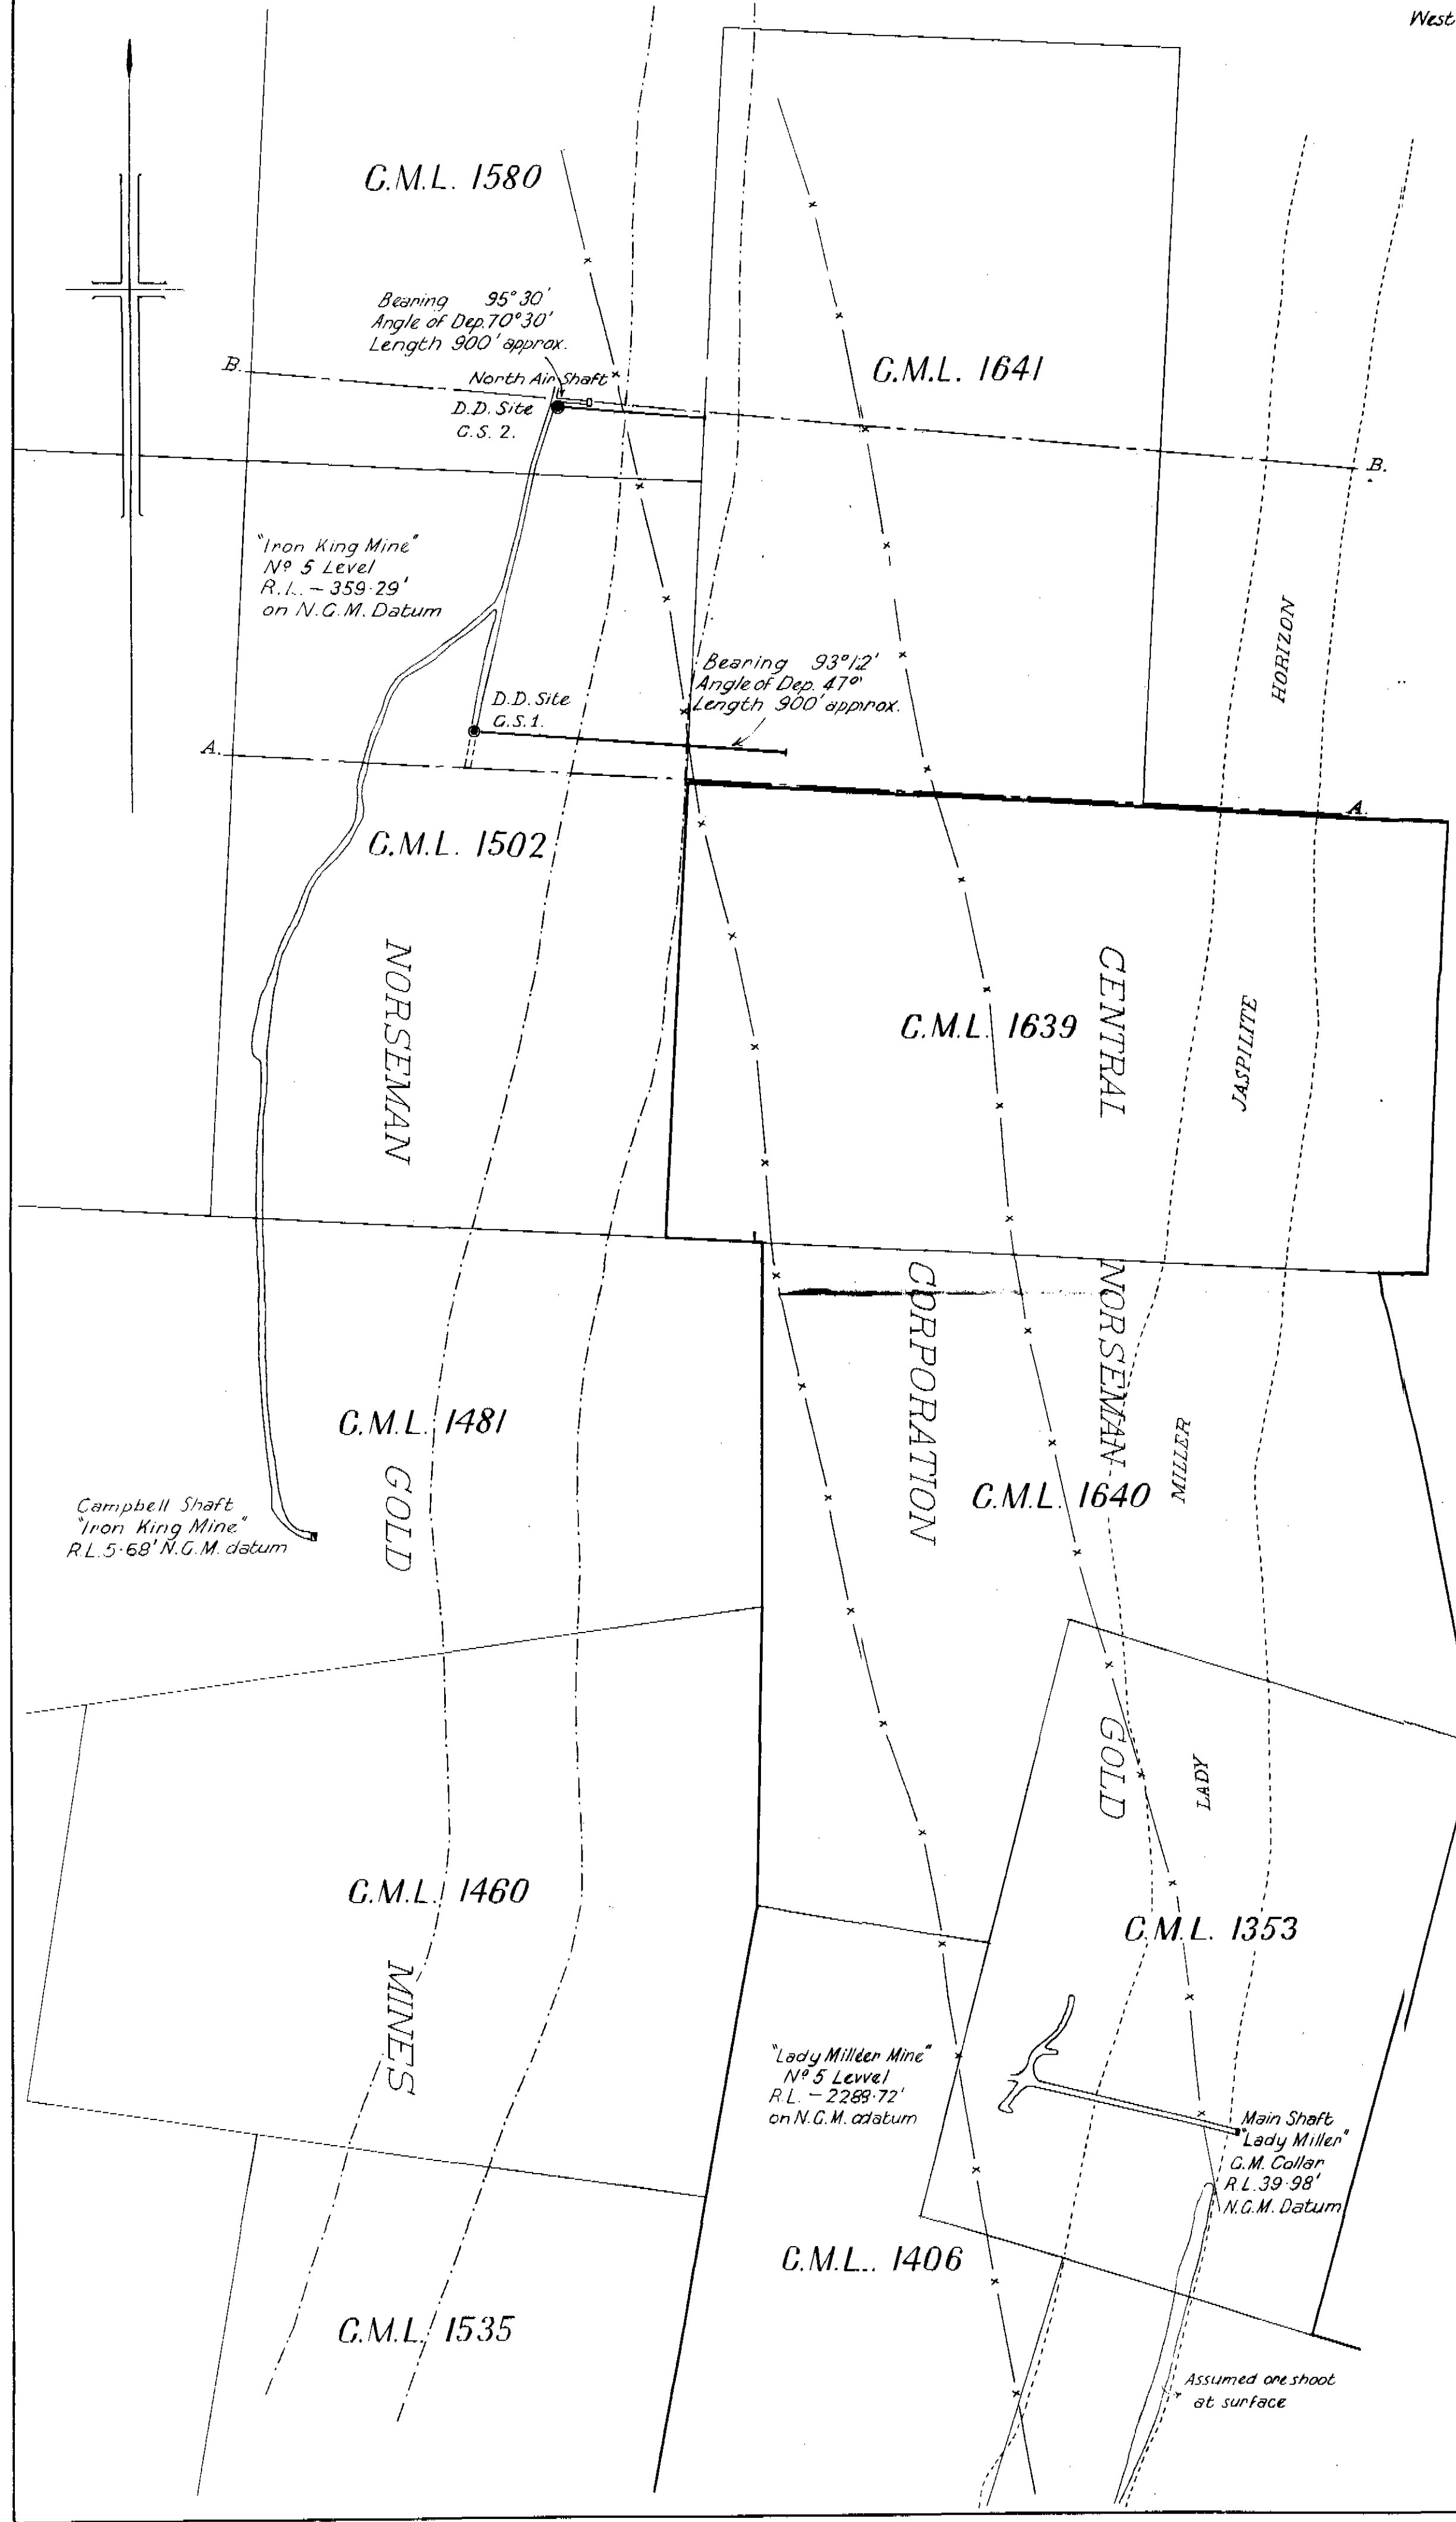 West
G.M.L. 1580
Bearing 95°30'
Angle of Dep. 70°30'
Length 900' approx.
G.M.L. 1641
B.
North Air Shaft
D.D. Site
G.S. 2.
B.
"Iron King Mine"
Nº 5 Level
R.L. - 359·29'
on N.G.M. Datum
HORIZON
Bearing 93°12'
Angle of Dep. 47°
Length 900' approx.
D.D. Site
G.S. 1.
A.
A.
G.M.L. 1502
NORSEMAN
CENTRAL
G.M.L. 1639
JASPILITE
CORPORATION
NORSEMAN
G.M.L. 1481
MILLER
GOLD
G.M.L. 1640
Campbell Shaft
"Iron King Mine"
R.L. 5·68' N.G.M. datum
GOLD
LADY
G.M.L. 1460
G.M.L. 1353
MINES
"Lady Milller Mine"
Nº 5 Levvel
R.L. - 2288·72'
on N.G.M. adatum
Main Shaft
"Lady Miller"
G.M. Collar
R.L. 39·98'
N.G.M. Datum
G.M.L.. 1406
G.M.L. 1535
Assumed ore shoot
at surface